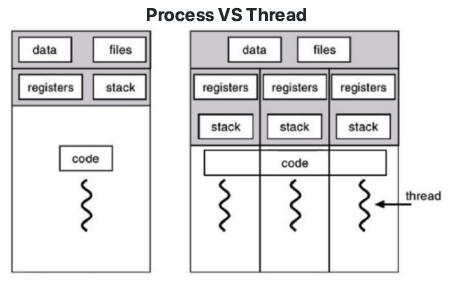 Process VS Thread
data files
registers stack
code
data files
registers registers registers
stack stack stack
code
thread